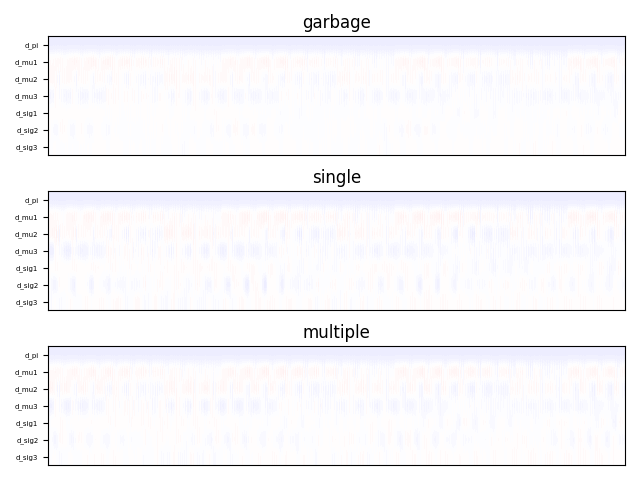 garbage
d_pi
d_mu1
d_mu2
d_mu3
d_sig1
d_sig2
d_sig3
single
d_pi
d_mu1
d_mu2
d_mu3
d_sig1
d_sig2
d_sig3
multiple
d_pi
d_mu1
d_mu2
d_mu3
d_sig1
d_sig2
d_sig3